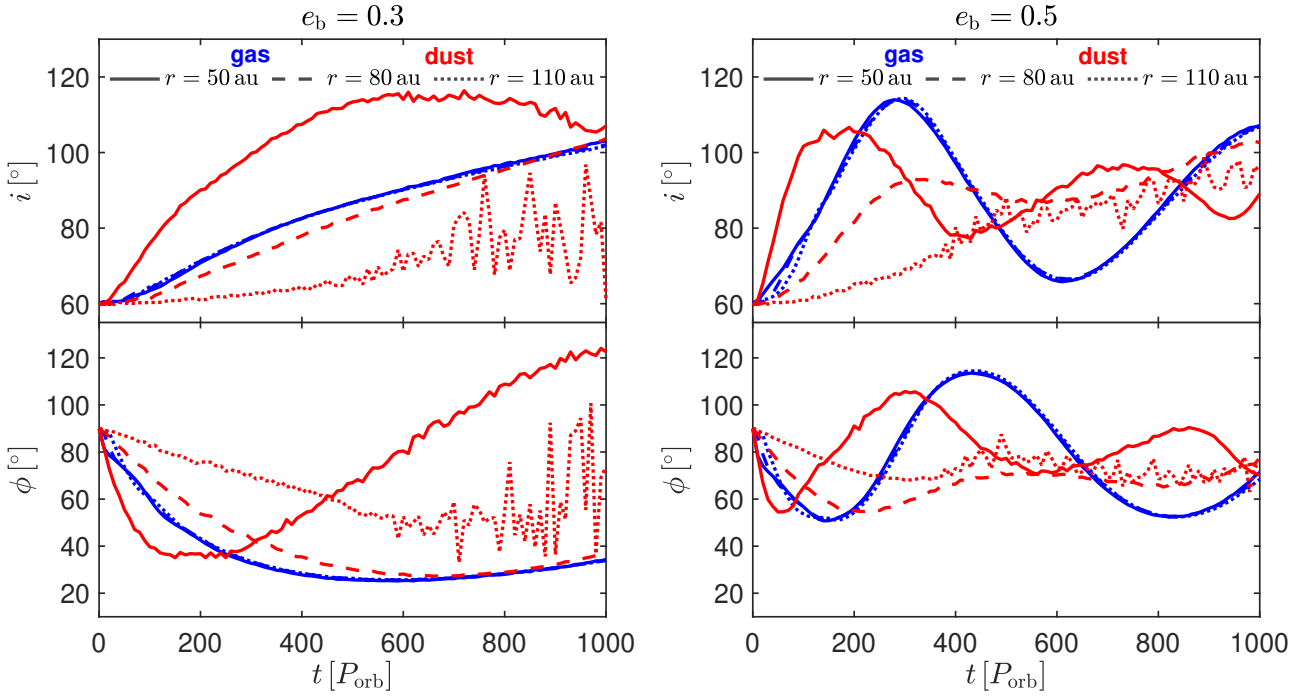 e_b = 0.3
e_b = 0.5
gas dust
r = 50 au r = 80 au r = 110 au
gas dust
r = 50 au r = 80 au r = 110 au
i [°]
120
100
80
60
i [°]
120
100
80
60
ϕ [°]
120
100
80
60
40
20
ϕ [°]
120
100
80
60
40
20
0 200 400 600 800 1000
t [P_orb]
0 200 400 600 800 1000
t [P_orb]